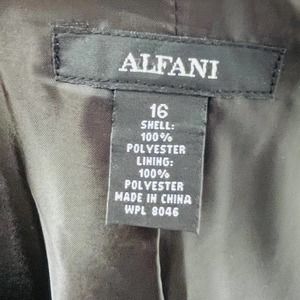 ALFANI
16
SHELL:
100%
POLYESTER
LINING:
100%
POLYESTER
MADE IN CHINA
WPL 8046